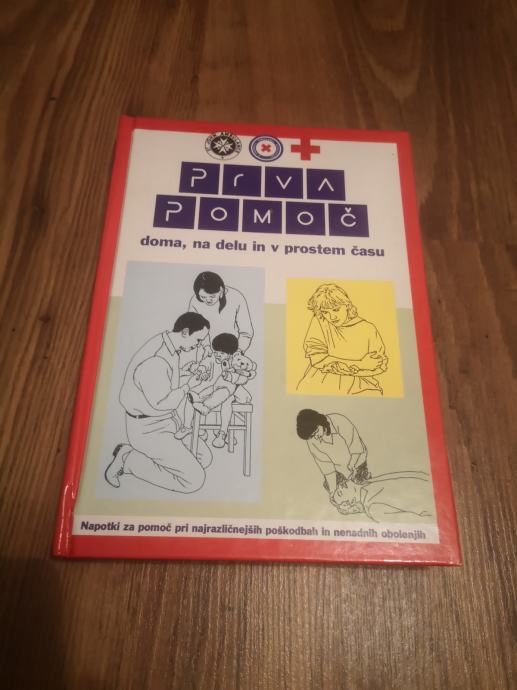 PRVA
POMOČ
doma, na delu in v prostem času
Napotki za pomoč pri najrazličnejših poškodbah in nenadnih obolenjih